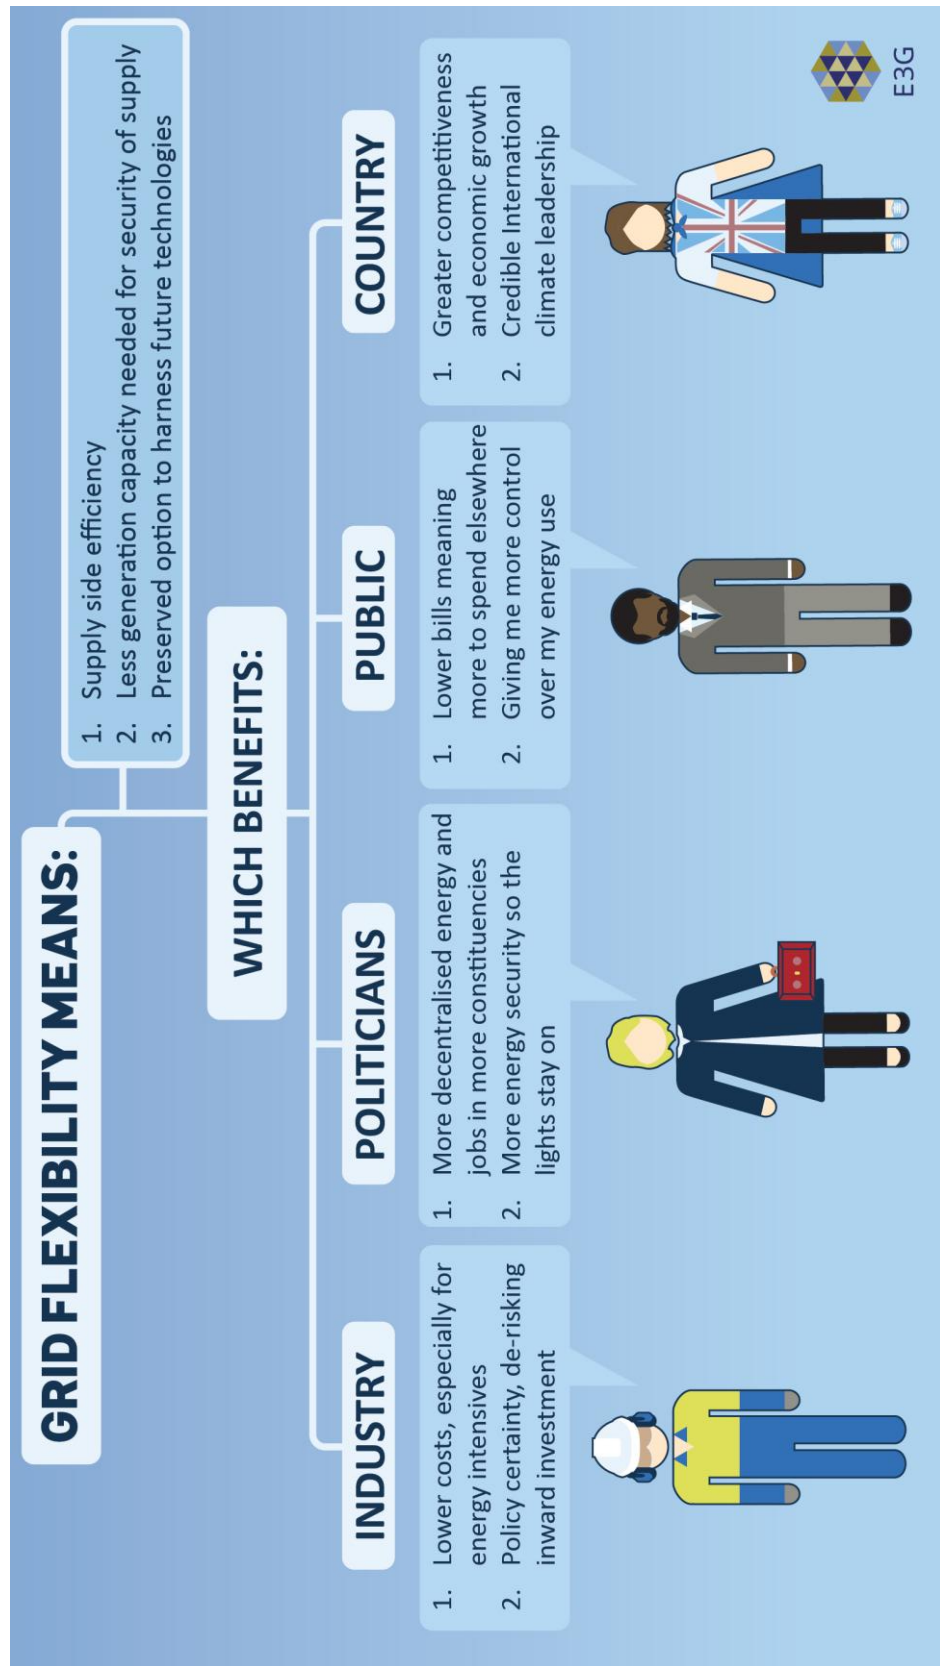 GRID FLEXIBILITY MEANS:
1. Supply side efficiency
2. Less generation capacity needed for security of supply
3. Preserved option to harness future technologies
WHICH BENEFITS:
INDUSTRY
1. Lower costs, especially for
energy intensives
2. Policy certainty, de-risking
inward investment
POLITICIANS
1. More decentralised energy and
jobs in more constituencies
2. More energy security so the
lights stay on
PUBLIC
1. Lower bills meaning
more to spend elsewhere
2. Giving me more control
over my energy use
COUNTRY
1. Greater competitiveness
and economic growth
2. Credible International
climate leadership
E3G